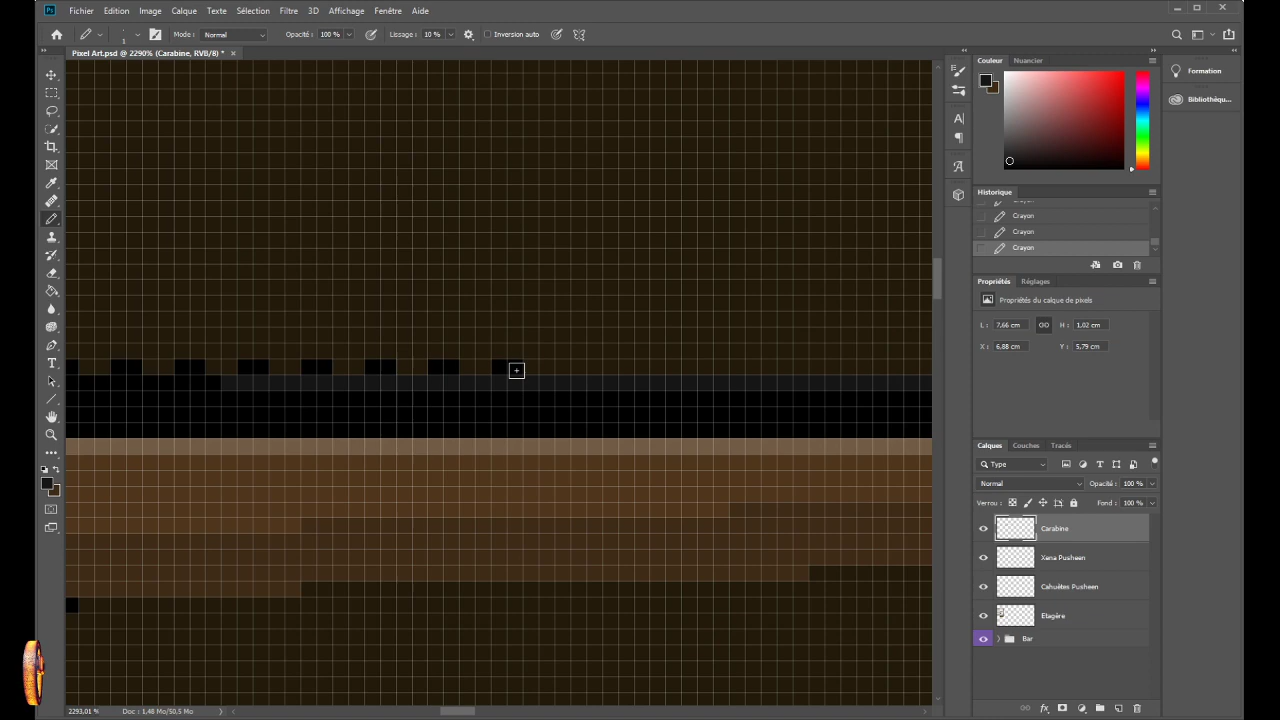 Ps Fichier Edition Image Calque Texte Sélection Filtre 3D Affichage Fenêtre Aide
1 Mode : Normal Opacité : 100 % Lissage : 10 % Inversion auto
Pixel Art.psd @ 2290% (Carabine, RVB/8) *
Couleur Nuancier
Formation
Bibliothèqu...
Historique
Crayon
Crayon
Crayon
Propriétés Réglages
Propriétés du calque de pixels
L : 7,66 cm H : 1,02 cm
X : 6,88 cm Y : 5,79 cm
Calques Couches Tracés
Type
Normal Opacité : 100 %
Verrou : Fond : 100 %
Carabine
Xena Pusheen
Cahuètes Pusheen
Etagère
Bar
2293,01 % Doc : 1,48 Mo/50,5 Mo